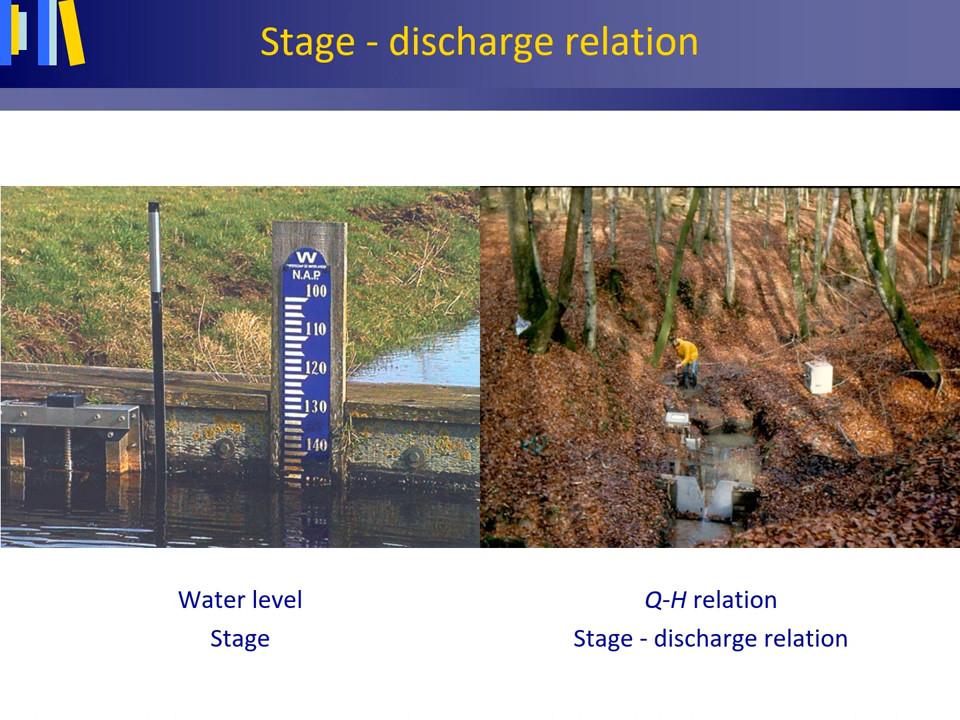 Stage - discharge relation
W
N.A.P.
100
110
120
130
140
Water level
Stage
Q-H relation
Stage - discharge relation